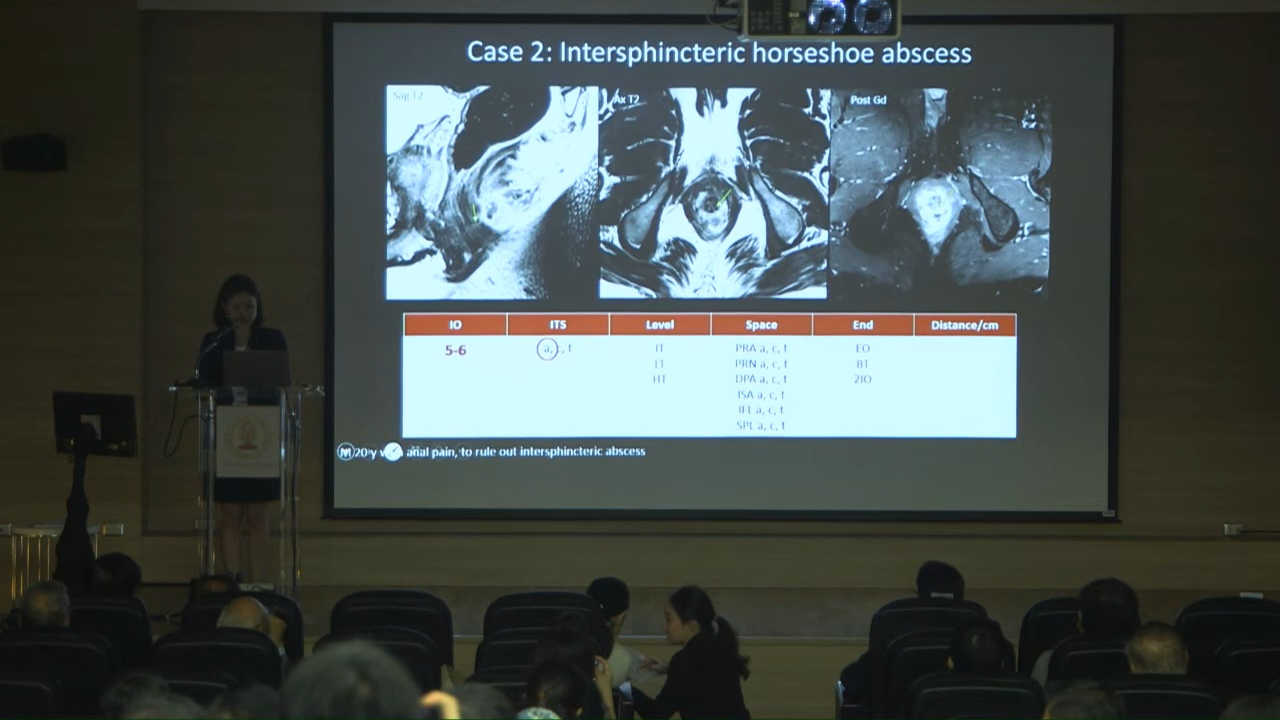 Case 2: Intersphincteric horseshoe abscess
Sag T2
Ax T2
Post Gd
IO ITS Level Space End Distance/cm
5-6 a, c, t IT PRA a, c, t EO
LT PRN a, c, t BT
HT DPA a, c, t 2IO
ISA a, c, t
IFL a, c, t
SPL a, c, t
M 20 y anal pain, to rule out intersphincteric abscess